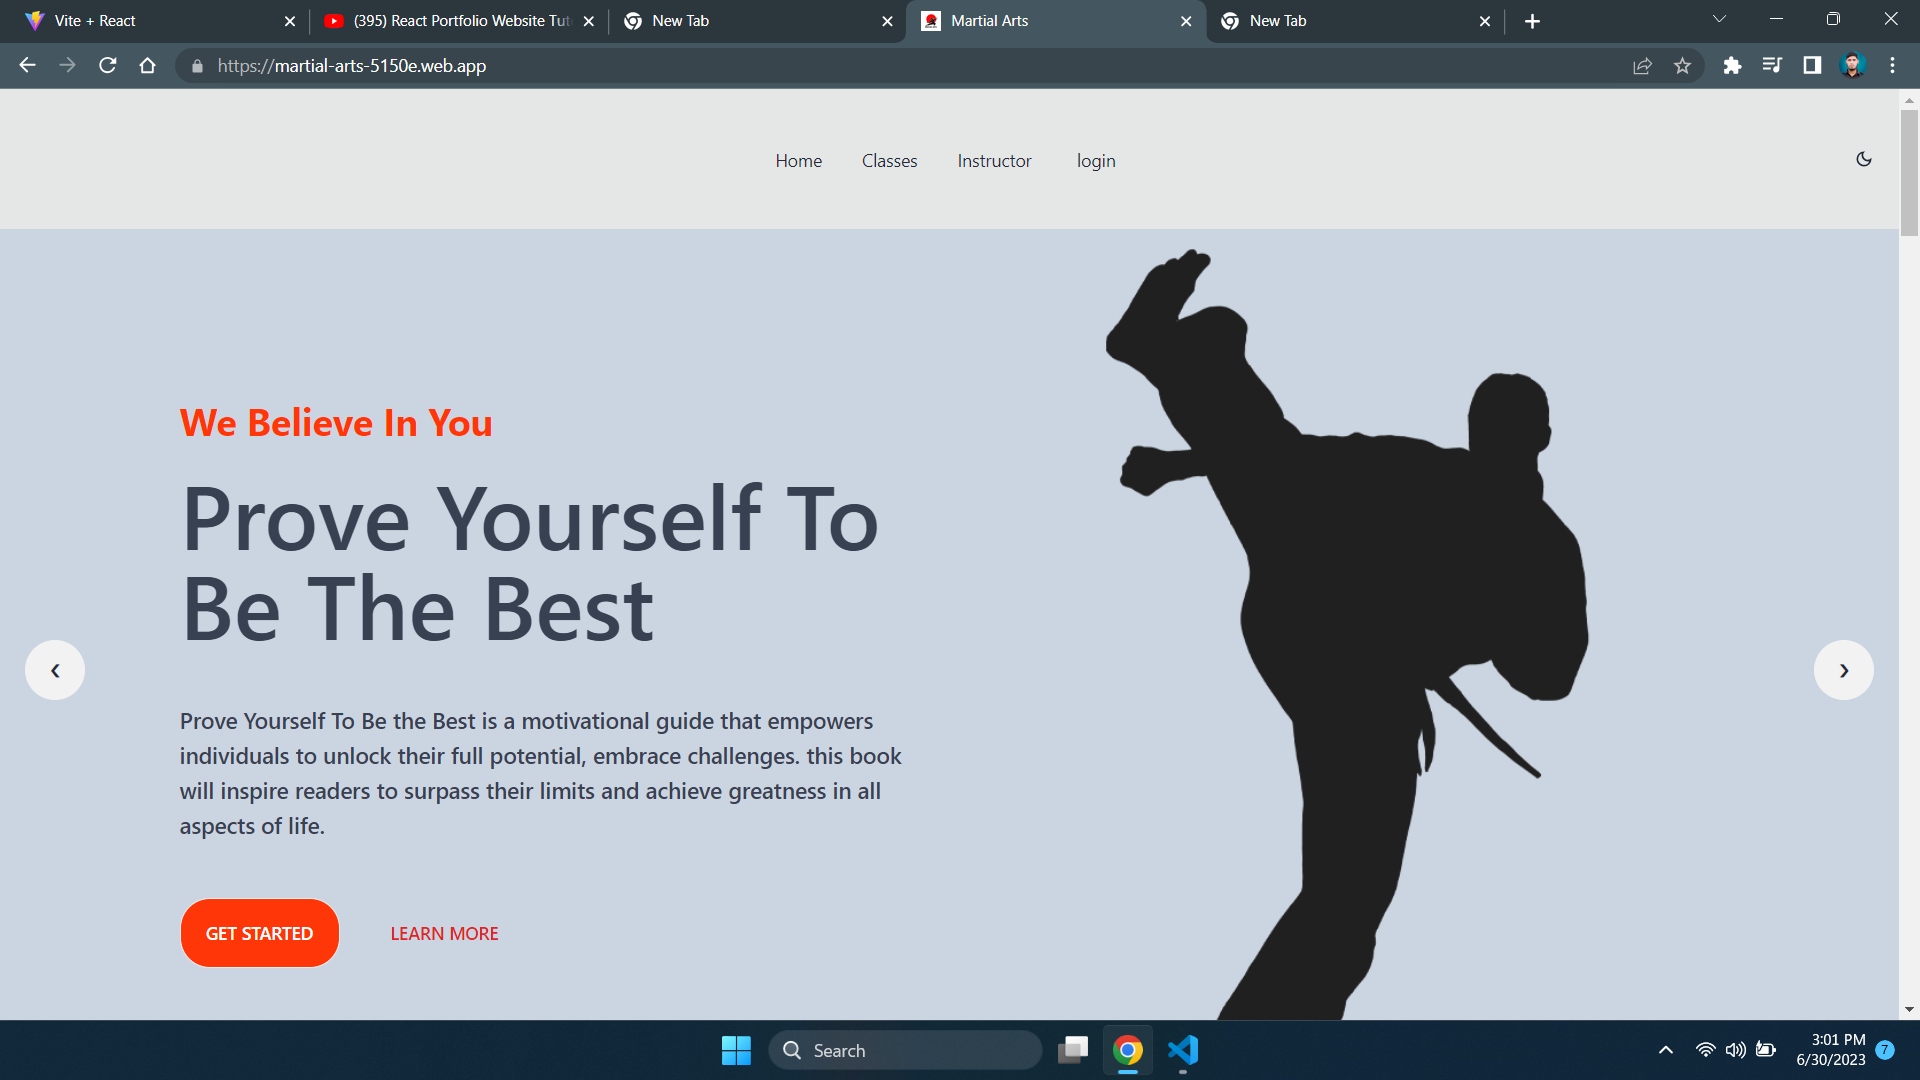 Vite + React
(395) React Portfolio Website Tut
New Tab
Martial Arts
New Tab
https://martial-arts-5150e.web.app
Home
Classes
Instructor
login
We Believe In You
Prove Yourself To
Be The Best
Prove Yourself To Be the Best is a motivational guide that empowers
individuals to unlock their full potential, embrace challenges. this book
will inspire readers to surpass their limits and achieve greatness in all
aspects of life.
GET STARTED
LEARN MORE
Search
3:01 PM
6/30/2023
7